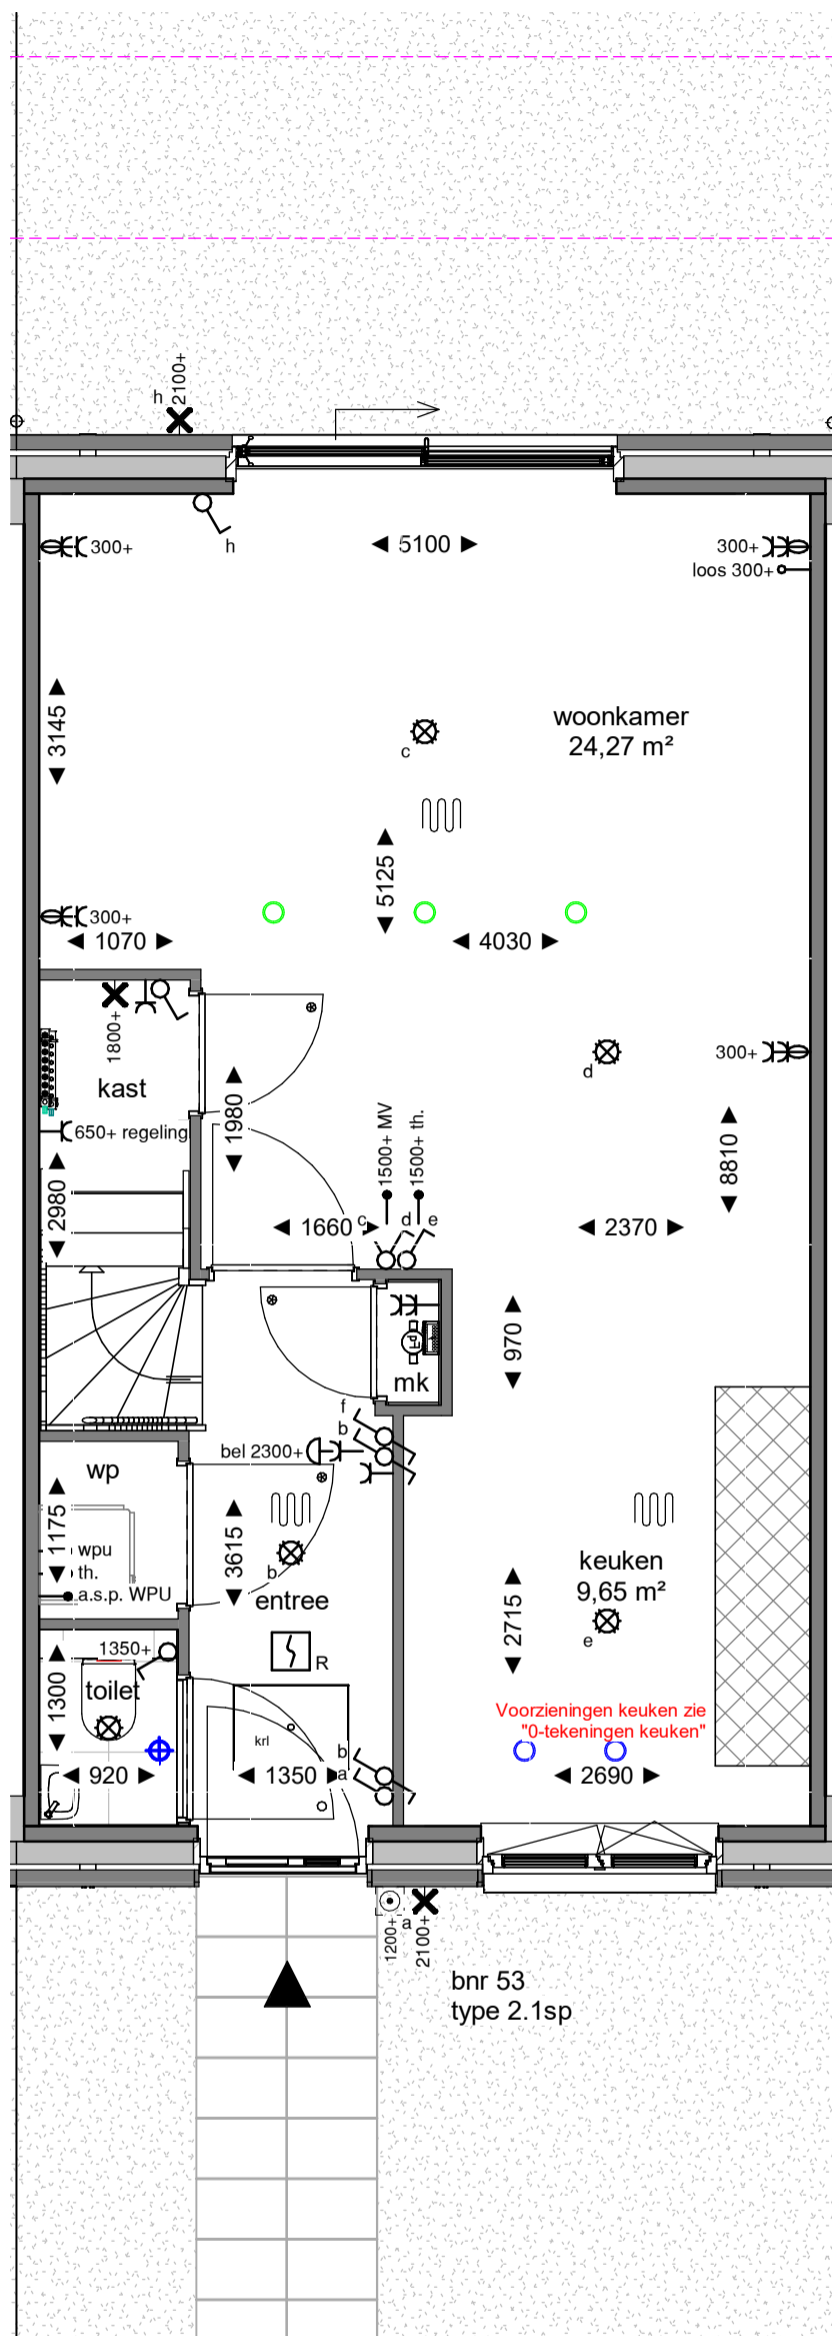 h
2100+
h
300+
5100
300+
loos 300+
woonkamer
24,27 m²
3145
c
5125
300+
1070
4030
1800+
kast
d
300+
650+ regeling
1980
1500+ MV
1500+ th.
8810
2980
c
d
e
1660
2370
970
mk
f
b
bel 2300+
wp
1175
wpu
th.
a.s.p. WPU
3615
b
entree
keuken
9,65 m²
2715
e
1350+
R
toilet
1300
Voorzieningen keuken zie
"0-tekeningen keuken"
krl
b
a
920
1350
2690
1200+
a
2100+
bnr 53
type 2.1sp